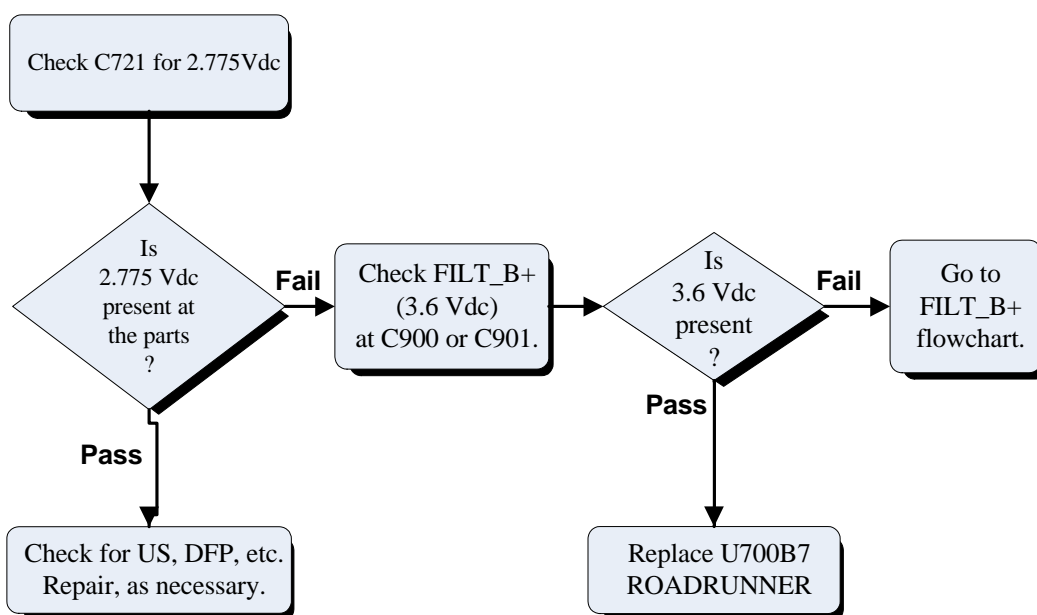 Check C721 for 2.775Vdc
Is
2.775 Vdc
present at
the parts
?
Fail
Check FILT_B+
(3.6 Vdc)
at C900 or C901.
Is
3.6 Vdc
present
?
Fail
Go to
FILT_B+
flowchart.
Pass
Check for US, DFP, etc.
Repair, as necessary.
Pass
Replace U700B7
ROADRUNNER